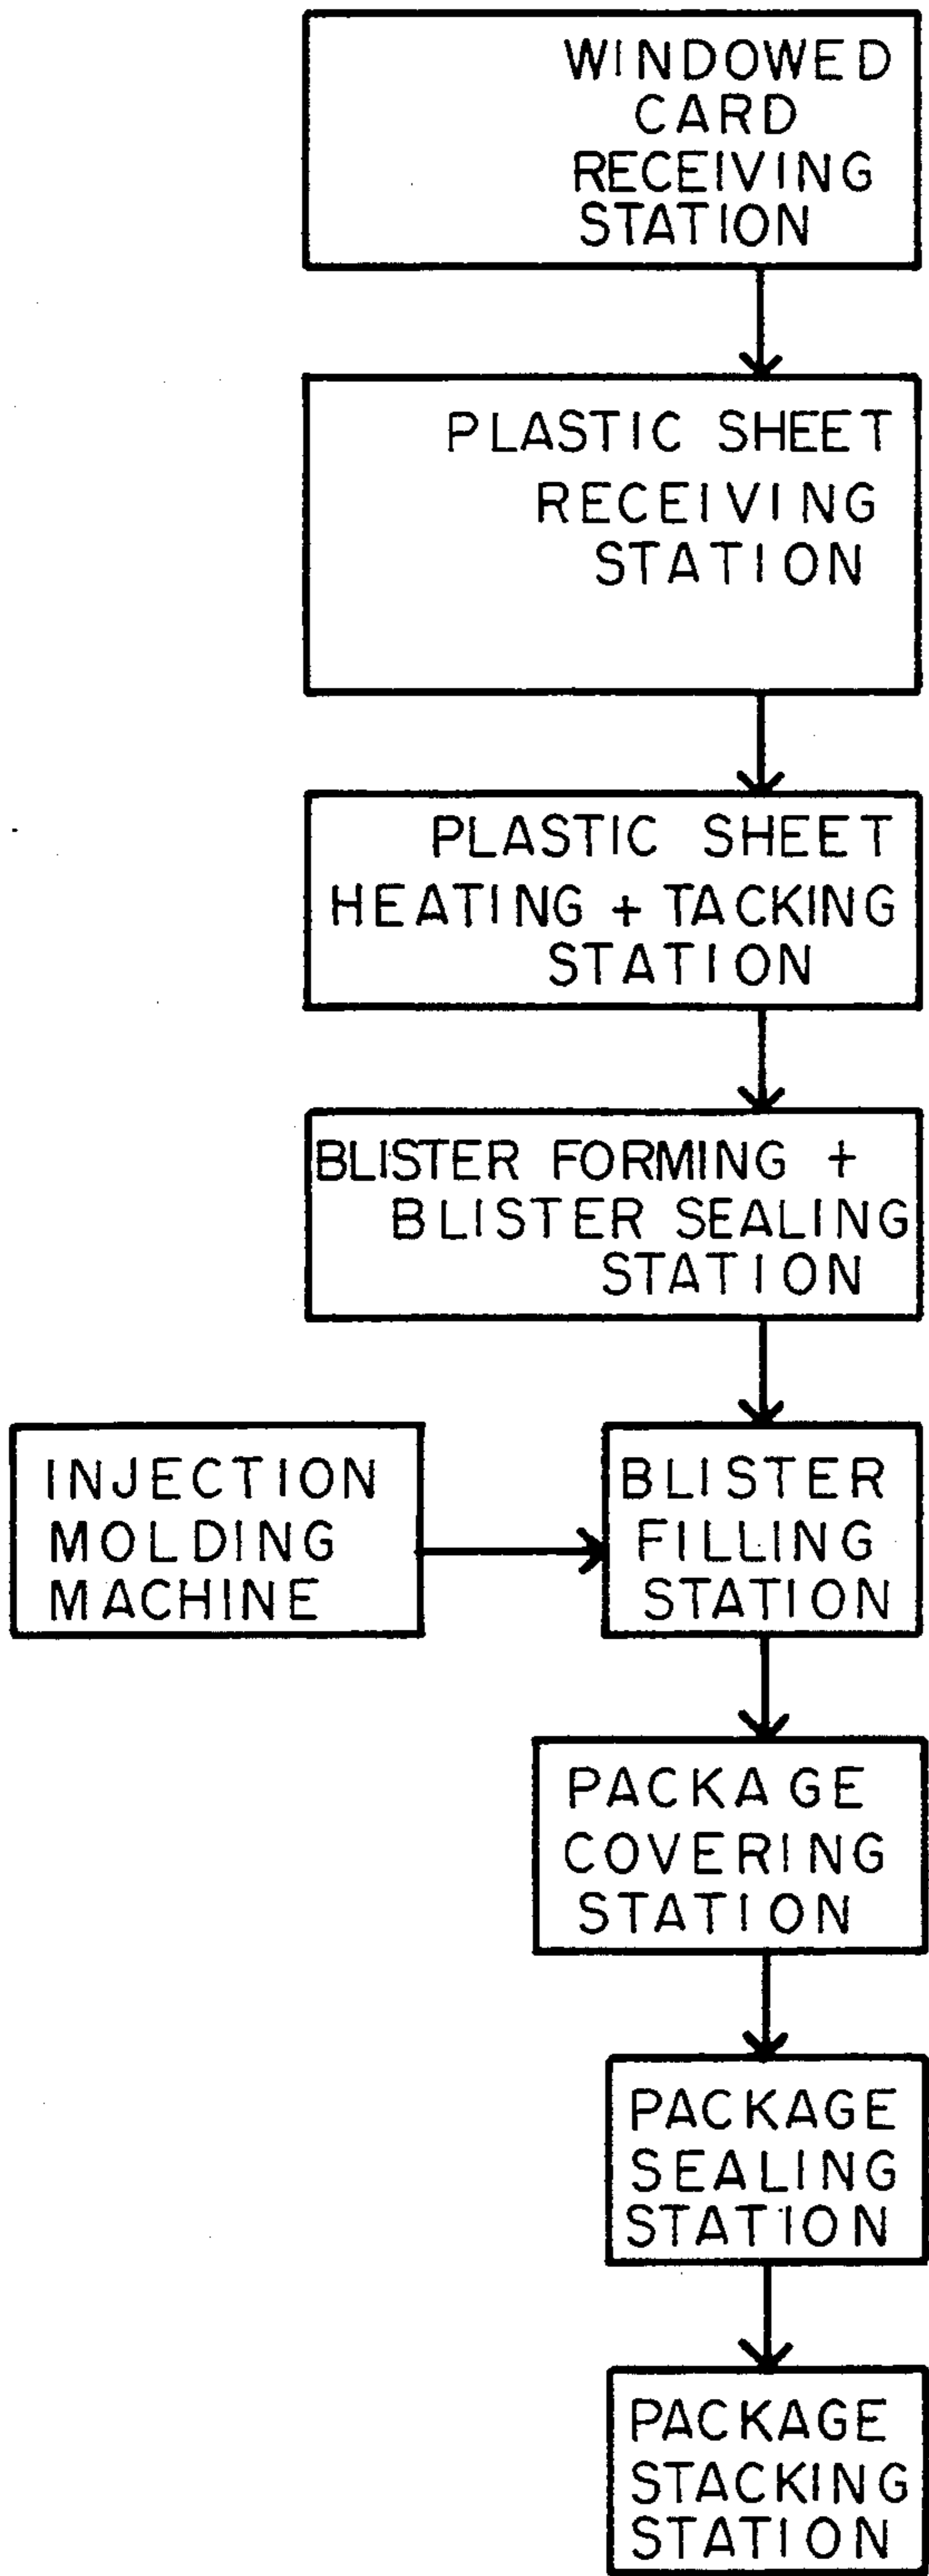 WINDOWED
CARD
RECEIVING
STATION
PLASTIC SHEET
RECEIVING
STATION
PLASTIC SHEET
HEATING + TACKING
STATION
BLISTER FORMING +
BLISTER SEALING
STATION
INJECTION
MOLDING
MACHINE
BLISTER
FILLING
STATION
PACKAGE
COVERING
STATION
PACKAGE
SEALING
STATION
PACKAGE
STACKING
STATION